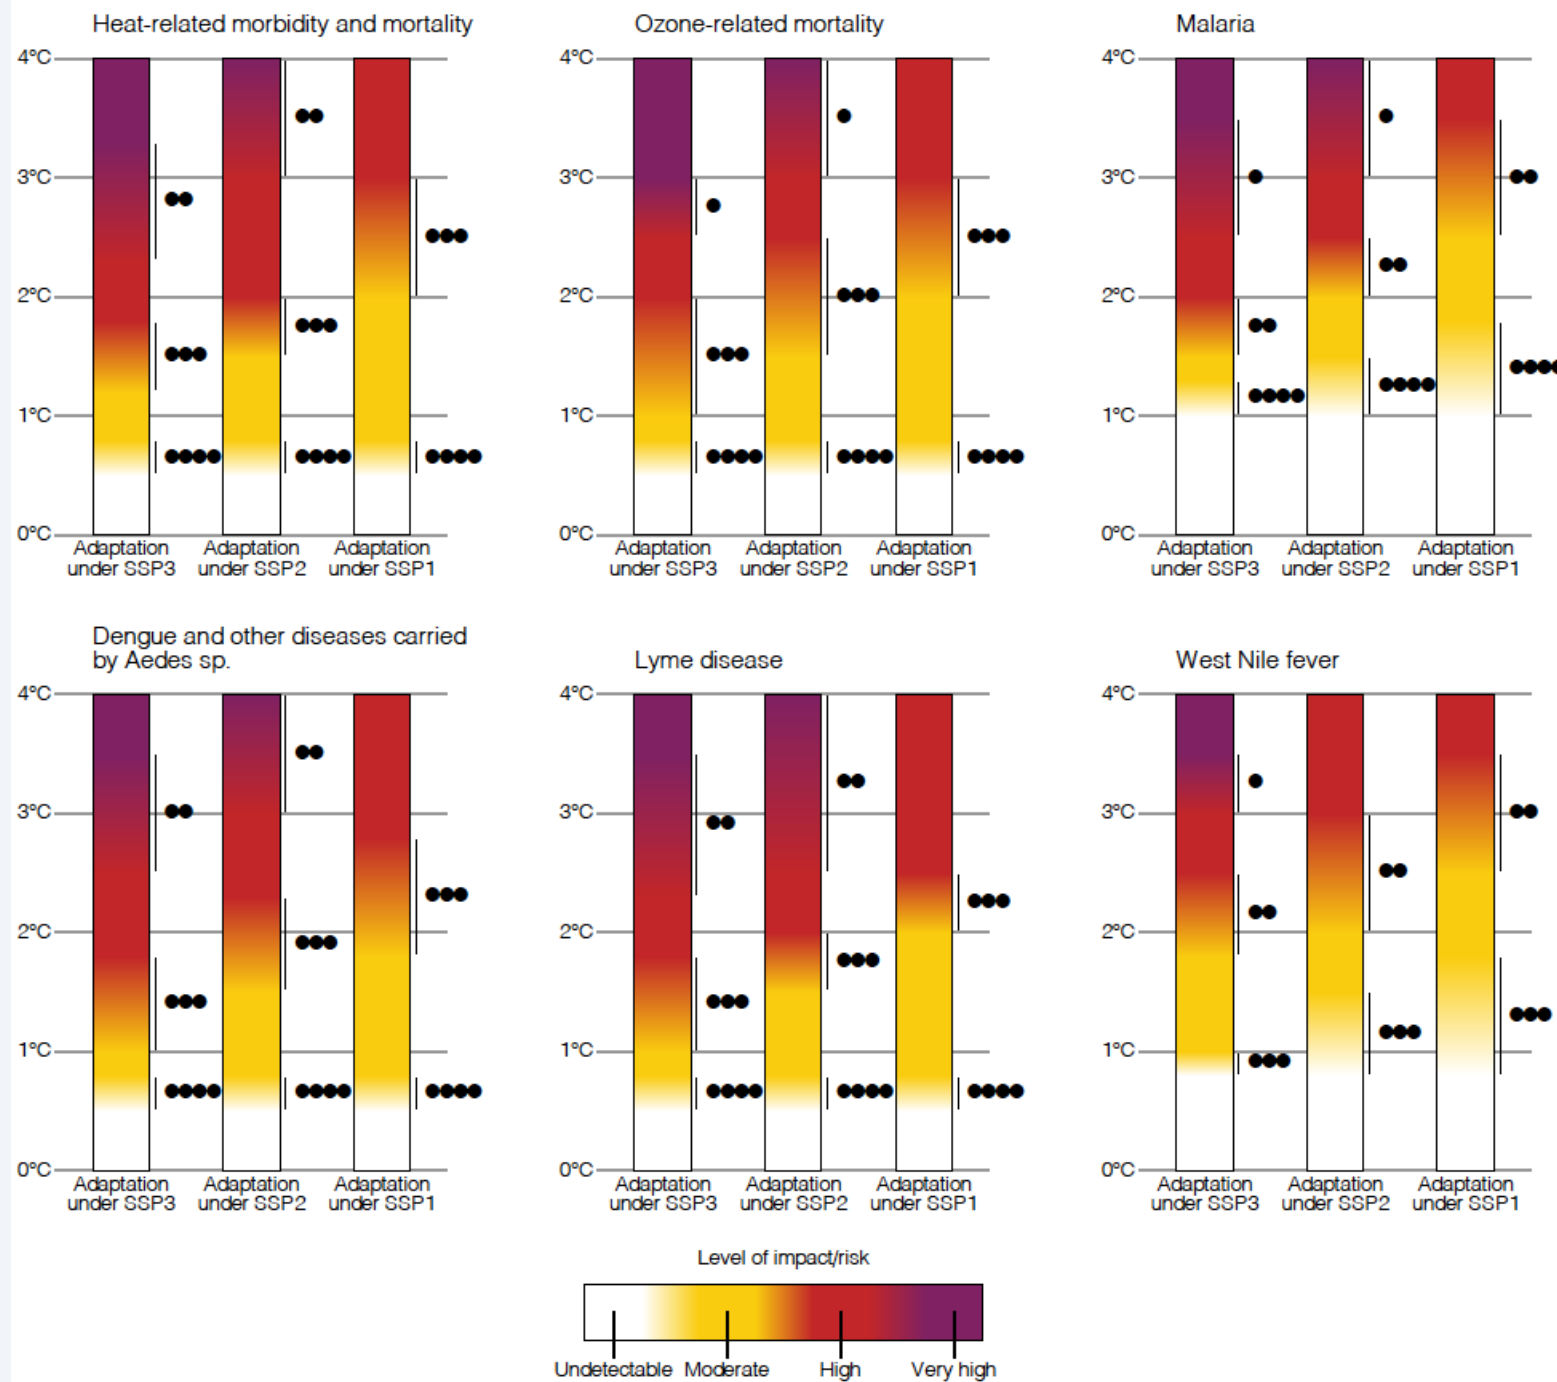 Heat-related morbidity and mortality
4°C
3°C
2°C
1°C
0°C
Adaptation
under SSP3
Adaptation
under SSP2
Adaptation
under SSP1
Ozone-related mortality
4°C
3°C
2°C
1°C
0°C
Adaptation
under SSP3
Adaptation
under SSP2
Adaptation
under SSP1
Malaria
4°C
3°C
2°C
1°C
0°C
Adaptation
under SSP3
Adaptation
under SSP2
Adaptation
under SSP1
Dengue and other diseases carried
by Aedes sp.
4°C
3°C
2°C
1°C
0°C
Adaptation
under SSP3
Adaptation
under SSP2
Adaptation
under SSP1
Lyme disease
4°C
3°C
2°C
1°C
0°C
Adaptation
under SSP3
Adaptation
under SSP2
Adaptation
under SSP1
West Nile fever
4°C
3°C
2°C
1°C
0°C
Adaptation
under SSP3
Adaptation
under SSP2
Adaptation
under SSP1
Level of impact/risk
Undetectable Moderate High Very high